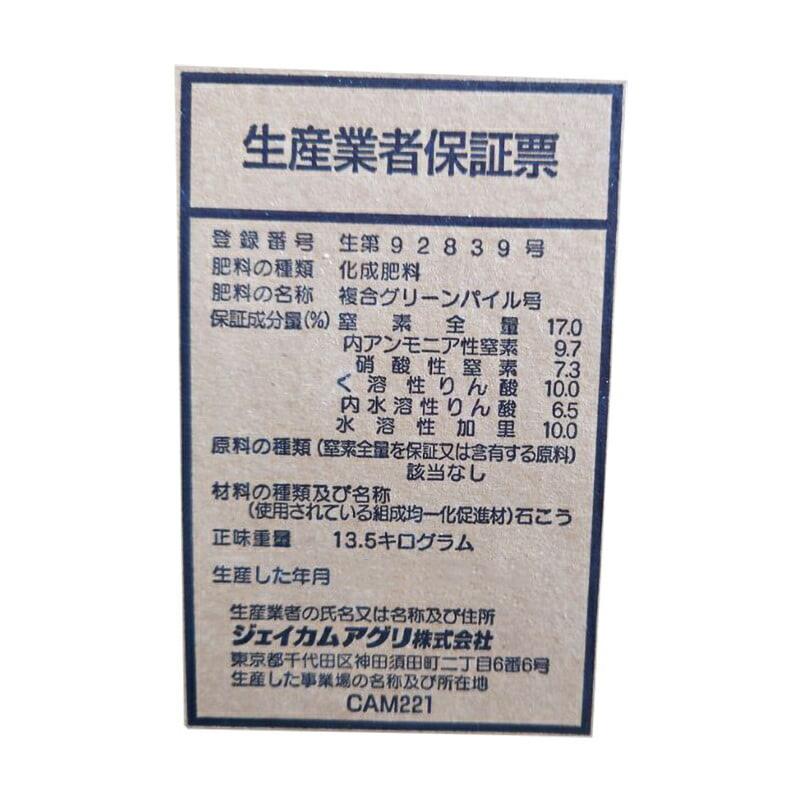 生産業者保証票
登録番号 生第92839号
肥料の種類 化成肥料
肥料の名称 複合グリーンパイル号
保証成分量(%) 窒素全量 17.0
内アンモニア性窒素 9.7
硝酸性窒素 7.3
く溶性りん酸 10.0
内水溶性りん酸 6.5
水溶性加里 10.0
原料の種類 (窒素全量を保証又は含有する原料)
該当なし
材料の種類及び名称
(使用されている組成均一化促進材)石こう
正味重量 13.5キログラム
生産した年月
生産業者の氏名又は名称及び住所
ジェイカムアグリ株式会社
東京都千代田区神田須田町二丁目6番6号
生産した事業場の名称及び所在地
CAM221